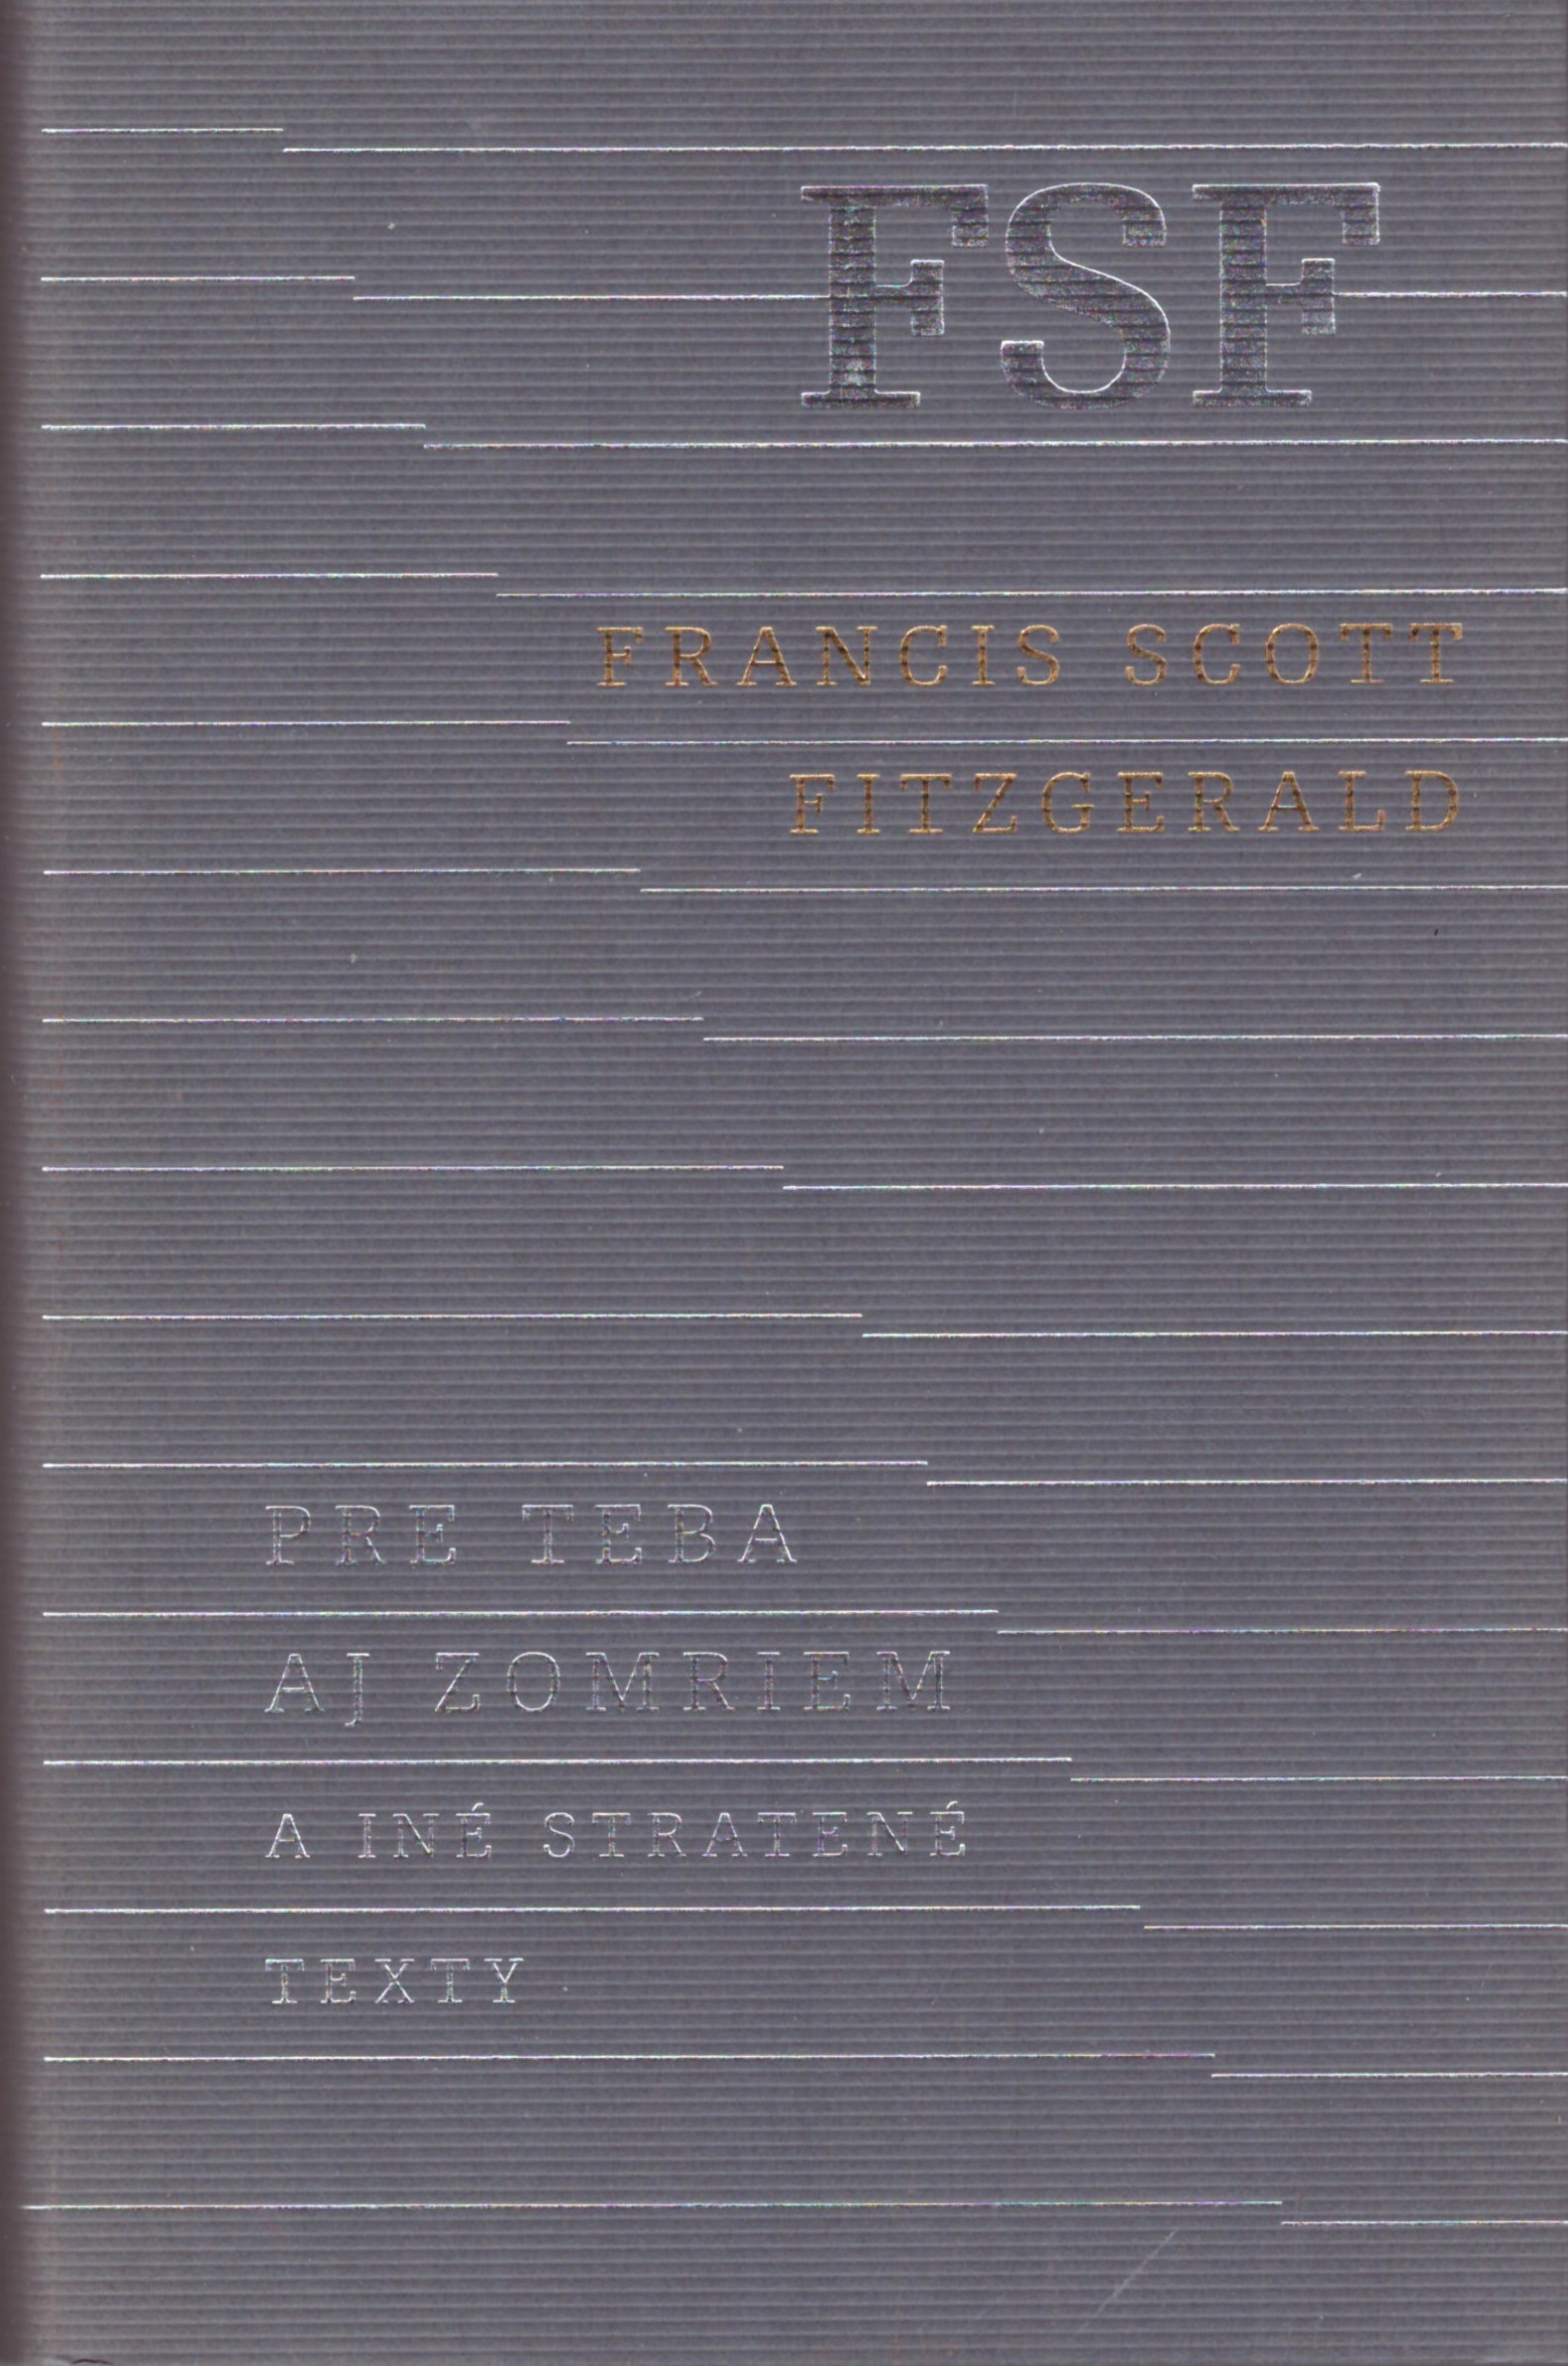 FSF
FRANCIS SCOTT
FITZGERALD
PRE TEBA
AJ ZOMRIEM
A INÉ STRATENÉ
TEXTY